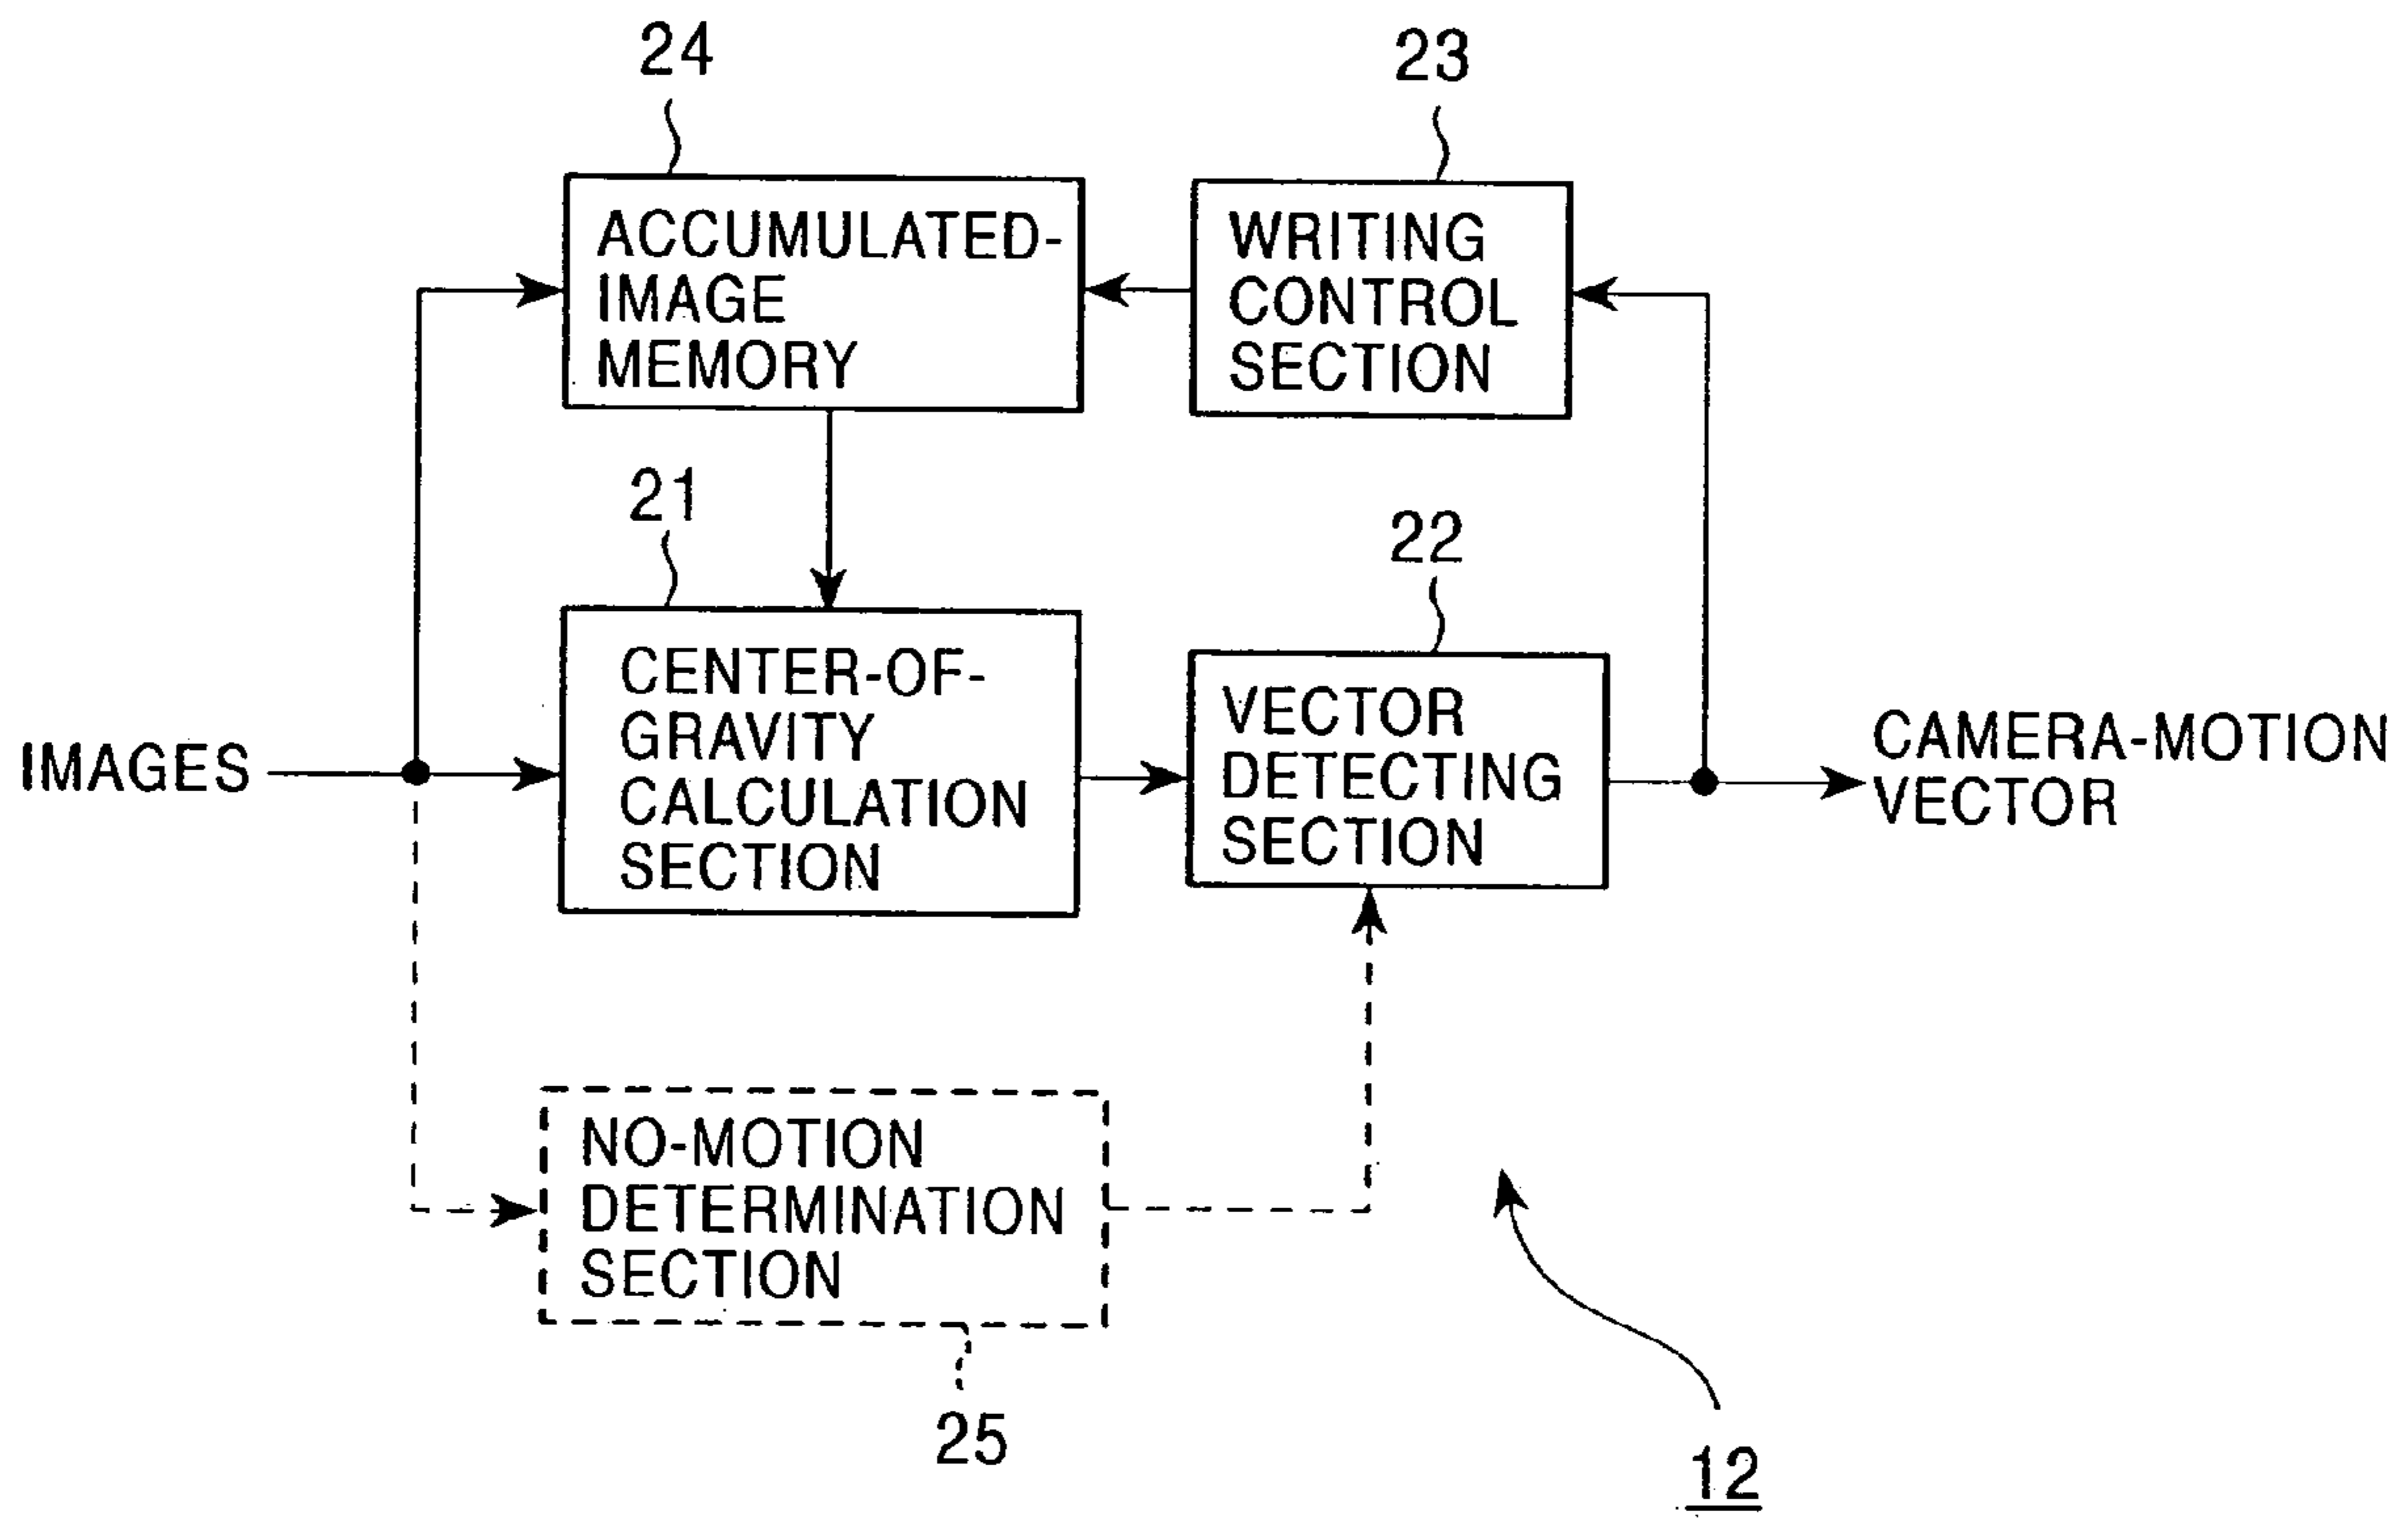 24
23
ACCUMULATED-
IMAGE
MEMORY
WRITING
CONTROL
SECTION
21
22
CENTER-OF-
GRAVITY
CALCULATION
SECTION
VECTOR
DETECTING
SECTION
IMAGES
CAMERA-MOTION
VECTOR
NO-MOTION
DETERMINATION
SECTION
25
12